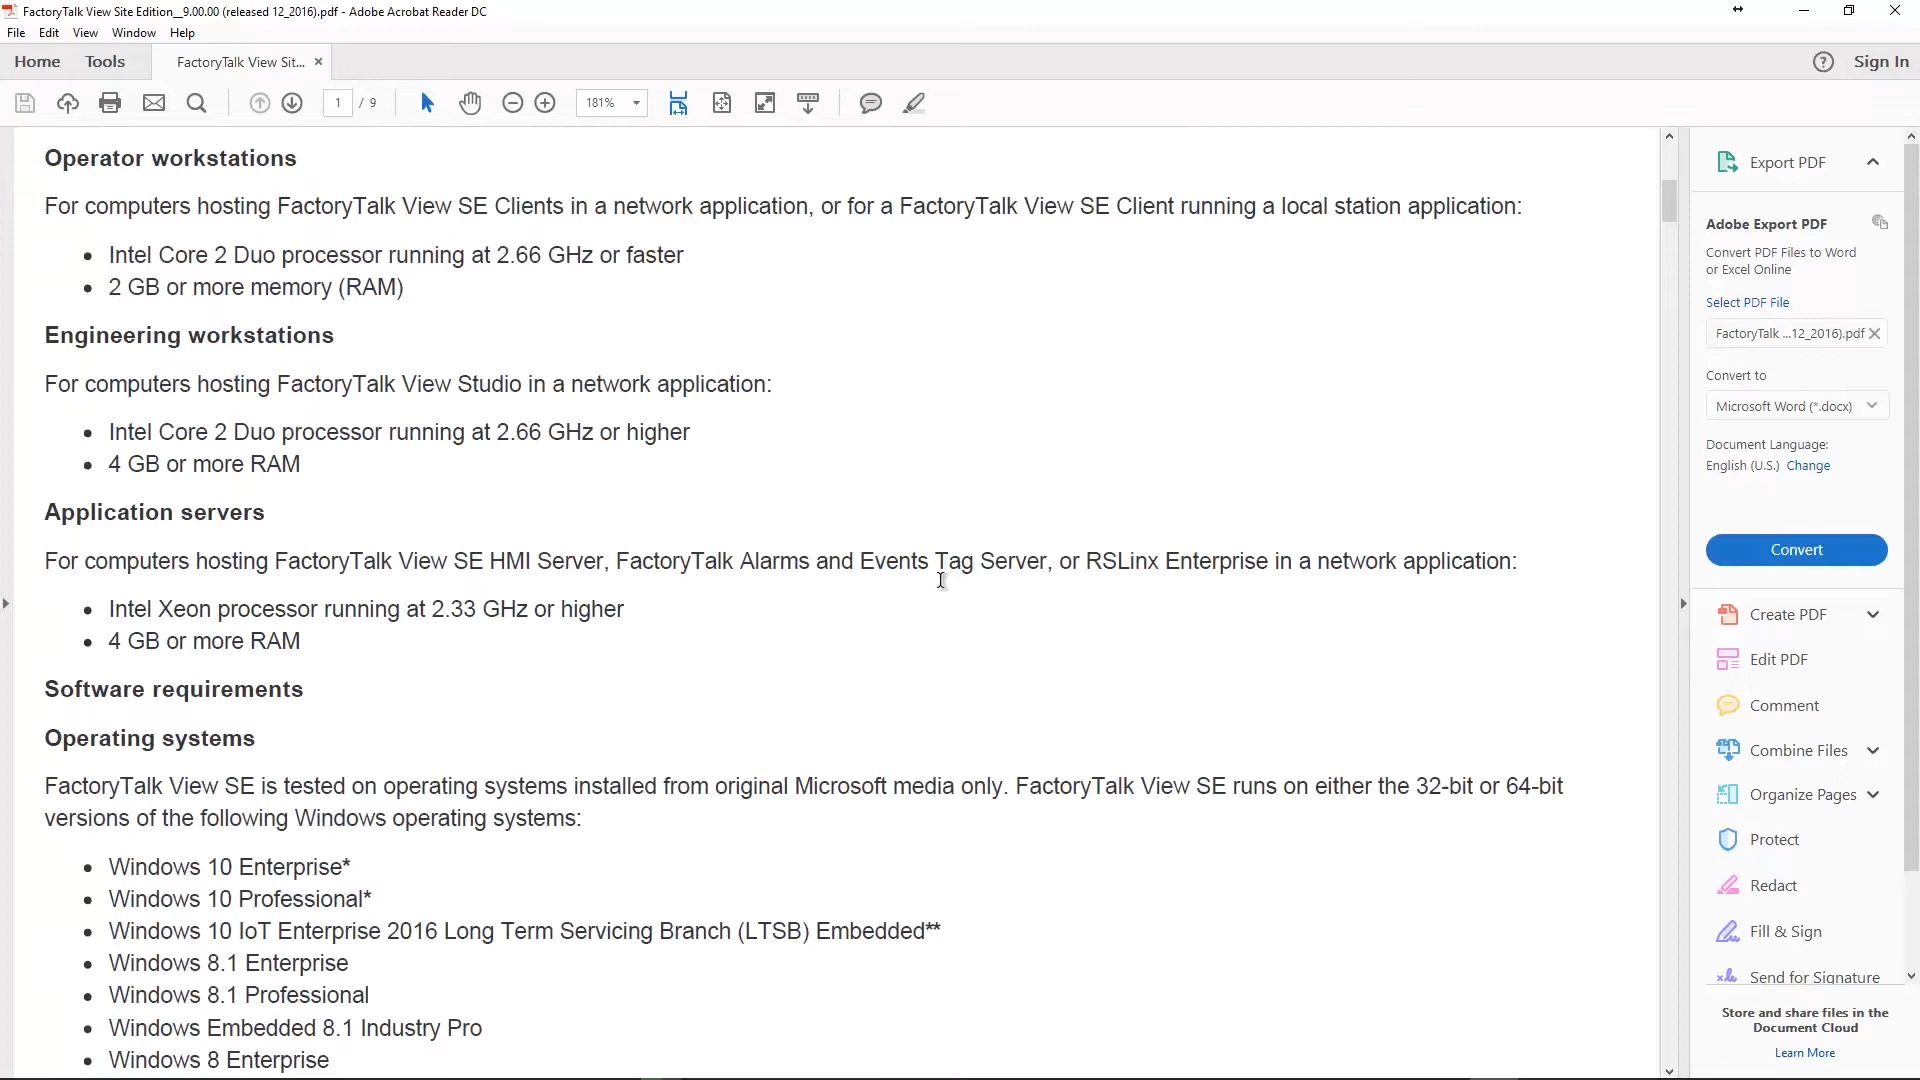 FactoryTalk View Site Edition__9.00.00 (released 12_2016).pdf - Adobe Acrobat Reader DC
File Edit View Window Help
Home Tools FactoryTalk View Sit... × Sign In
1 / 9 181%
Operator workstations
For computers hosting FactoryTalk View SE Clients in a network application, or for a FactoryTalk View SE Client running a local station application:
• Intel Core 2 Duo processor running at 2.66 GHz or faster
• 2 GB or more memory (RAM)
Engineering workstations
For computers hosting FactoryTalk View Studio in a network application:
• Intel Core 2 Duo processor running at 2.66 GHz or higher
• 4 GB or more RAM
Application servers
For computers hosting FactoryTalk View SE HMI Server, FactoryTalk Alarms and Events Tag Server, or RSLinx Enterprise in a network application:
• Intel Xeon processor running at 2.33 GHz or higher
• 4 GB or more RAM
Software requirements
Operating systems
FactoryTalk View SE is tested on operating systems installed from original Microsoft media only. FactoryTalk View SE runs on either the 32-bit or 64-bit
versions of the following Windows operating systems:
• Windows 10 Enterprise*
• Windows 10 Professional*
• Windows 10 IoT Enterprise 2016 Long Term Servicing Branch (LTSB) Embedded**
• Windows 8.1 Enterprise
• Windows 8.1 Professional
• Windows Embedded 8.1 Industry Pro
• Windows 8 Enterprise
Export PDF
Adobe Export PDF
Convert PDF Files to Word
or Excel Online
Select PDF File
FactoryTalk ...12_2016).pdf
Convert to
Microsoft Word (*.docx)
Document Language:
English (U.S.) Change
Convert
Create PDF
Edit PDF
Comment
Combine Files
Organize Pages
Protect
Redact
Fill & Sign
Send for Signature
Store and share files in the
Document Cloud
Learn More